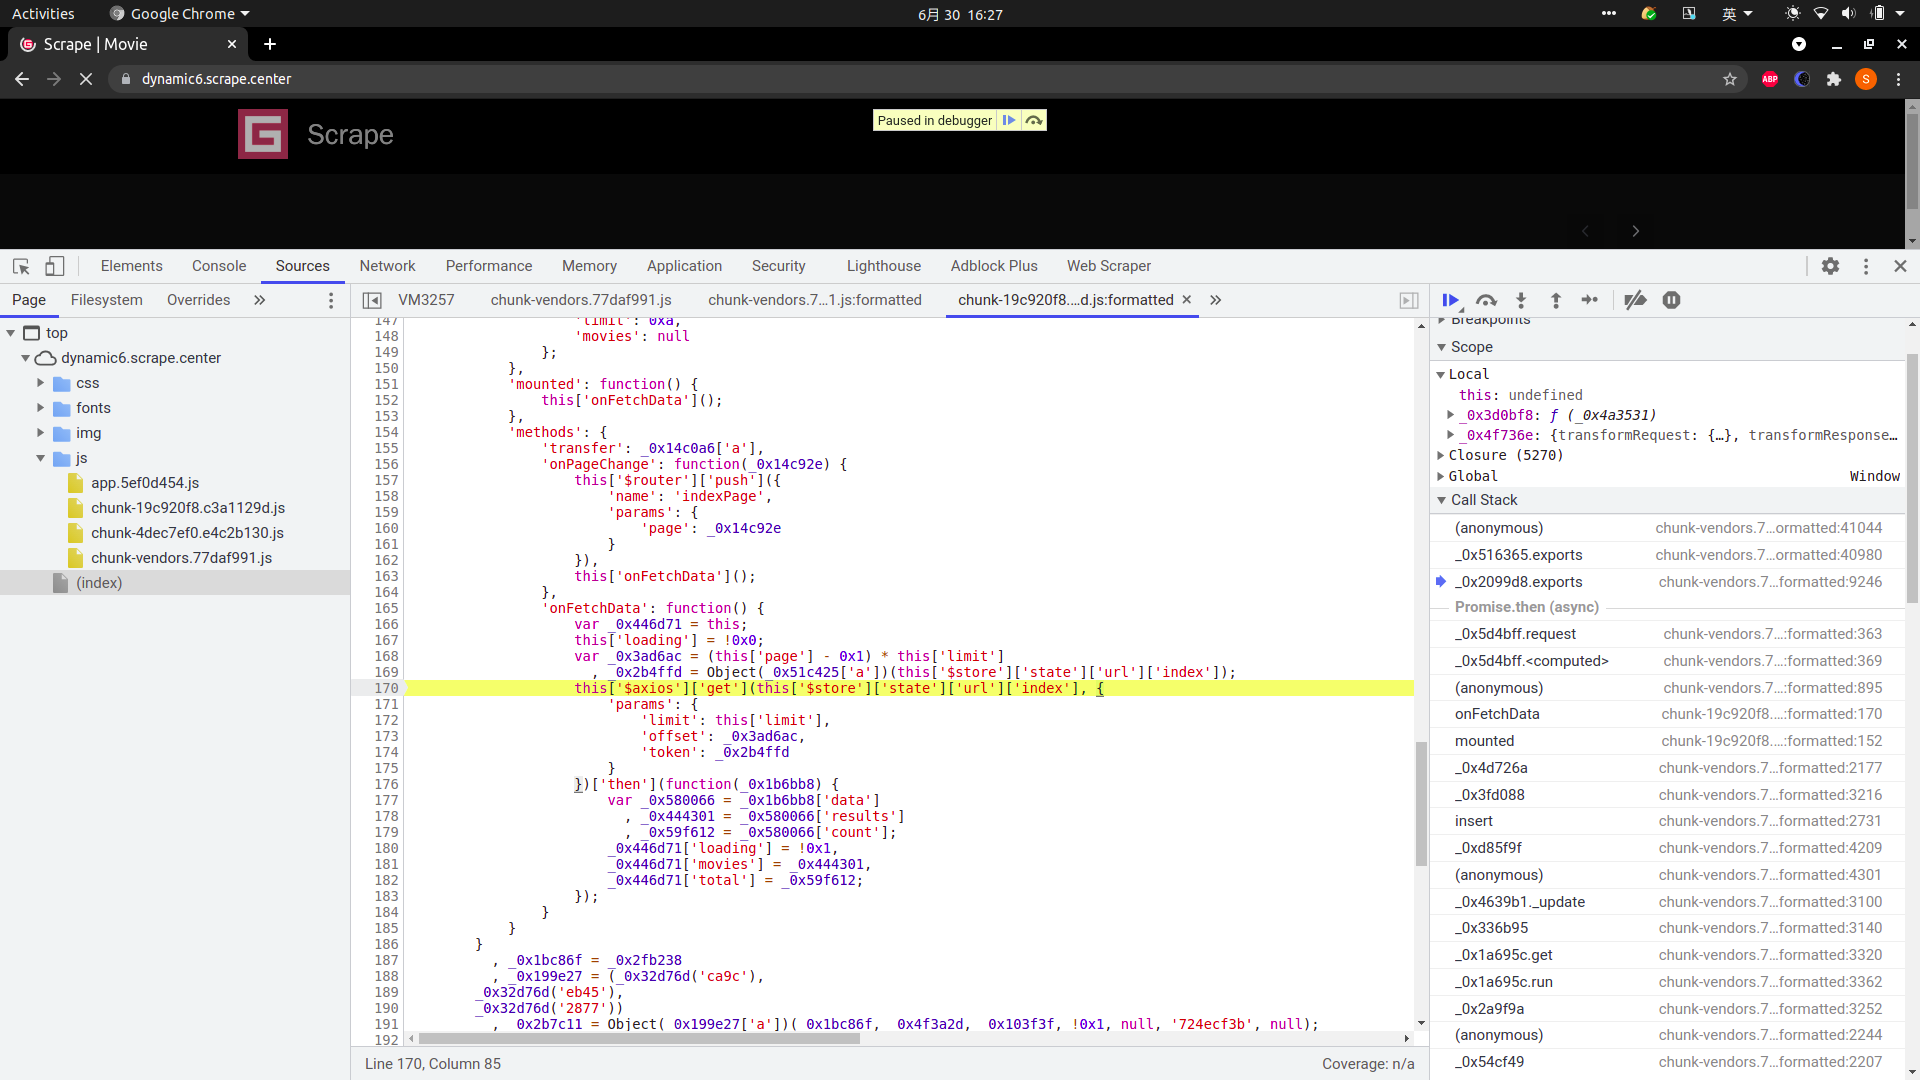 Activities Google Chrome 6月 30 16:27 英
Scrape | Movie
dynamic6.scrape.center ABP S
Scrape
Paused in debugger
Elements Console Sources Network Performance Memory Application Security Lighthouse Adblock Plus Web Scraper
Page Filesystem Overrides
VM3257 chunk-vendors.77daf991.js chunk-vendors.7…1.js:formatted chunk-19c920f8.…d.js:formatted
top
dynamic6.scrape.center
css
fonts
img
js
app.5ef0d454.js
chunk-19c920f8.c3a1129d.js
chunk-4dec7ef0.e4c2b130.js
chunk-vendors.77daf991.js
(index)
147 'limit': 0xa,
148 'movies': null
149 };
150 },
151 'mounted': function() {
152 this['onFetchData']();
153 },
154 'methods': {
155 'transfer': _0x14c0a6['a'],
156 'onPageChange': function(_0x14c92e) {
157 this['$router']['push']({
158 'name': 'indexPage',
159 'params': {
160 'page': _0x14c92e
161 }
162 }),
163 this['onFetchData']();
164 },
165 'onFetchData': function() {
166 var _0x446d71 = this;
167 this['loading'] = !0x0;
168 var _0x3ad6ac = (this['page'] - 0x1) * this['limit']
169 , _0x2b4ffd = Object(_0x51c425['a'])(this['$store']['state']['url']['index']);
170 this['$axios']['get'](this['$store']['state']['url']['index'], {
171 'params': {
172 'limit': this['limit'],
173 'offset': _0x3ad6ac,
174 'token': _0x2b4ffd
175 }
176 })['then'](function(_0x1b6bb8) {
177 var _0x580066 = _0x1b6bb8['data']
178 , _0x444301 = _0x580066['results']
179 , _0x59f612 = _0x580066['count'];
180 _0x446d71['loading'] = !0x1,
181 _0x446d71['movies'] = _0x444301,
182 _0x446d71['total'] = _0x59f612;
183 });
184 }
185 }
186 }
187 , _0x1bc86f = _0x2fb238
188 , _0x199e27 = (_0x32d76d('ca9c'),
189 _0x32d76d('eb45'),
190 _0x32d76d('2877'))
191 , _0x2b7c11 = Object(_0x199e27['a'])(_0x1bc86f, _0x4f3a2d, _0x103f3f, !0x1, null, '724ecf3b', null);
192
Line 170, Column 85 Coverage: n/a
Breakpoints
Scope
Local
this: undefined
_0x3d0bf8: ƒ (_0x4a3531)
_0x4f736e: {transformRequest: {…}, transformResponse…
Closure (5270)
Global Window
Call Stack
(anonymous) chunk-vendors.7…ormatted:41044
_0x516365.exports chunk-vendors.7…ormatted:40980
_0x2099d8.exports chunk-vendors.7…formatted:9246
Promise.then (async)
_0x5d4bff.request chunk-vendors.7…:formatted:363
_0x5d4bff.<computed> chunk-vendors.7…:formatted:369
(anonymous) chunk-vendors.7…:formatted:895
onFetchData chunk-19c920f8.…:formatted:170
mounted chunk-19c920f8.…:formatted:152
_0x4d726a chunk-vendors.7…formatted:2177
_0x3fd088 chunk-vendors.7…formatted:3216
insert chunk-vendors.7…formatted:2731
_0xd85f9f chunk-vendors.7…formatted:4209
(anonymous) chunk-vendors.7…formatted:4301
_0x4639b1._update chunk-vendors.7…formatted:3100
_0x336b95 chunk-vendors.7…formatted:3140
_0x1a695c.get chunk-vendors.7…formatted:3320
_0x1a695c.run chunk-vendors.7…formatted:3362
_0x2a9f9a chunk-vendors.7…formatted:3252
(anonymous) chunk-vendors.7…formatted:2244
_0x54cf49 chunk-vendors.7…formatted:2207